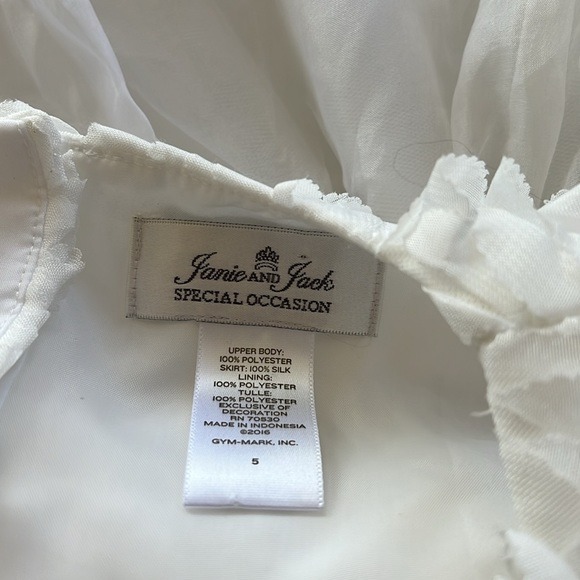 Janie AND Jack
SPECIAL OCCASION
UPPER BODY:
100% POLYESTER
SKIRT: 100% SILK
LINING:
100% POLYESTER
TULLE:
100% POLYESTER
EXCLUSIVE OF
DECORATION
RN 70530
MADE IN INDONESIA
©2016
GYM-MARK, INC.
5